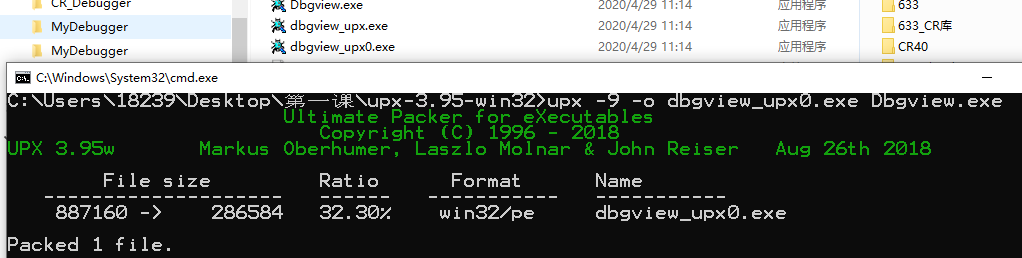 CR_Debugger
MyDebugger
MyDebugger
Dbgview.exe 2020/4/29 11:14 应用程序
dbgview_upx.exe 2020/4/29 11:14 应用程序
dbgview_upx0.exe 2020/4/29 11:14 应用程序
633
633_CR库
CR40
C:\Windows\System32\cmd.exe
C:\Users\18239\Desktop\第一课\upx-3.95-win32>upx -9 -o dbgview_upx0.exe Dbgview.exe
Ultimate Packer for eXecutables
Copyright (C) 1996 - 2018
UPX 3.95w Markus Oberhumer, Laszlo Molnar & John Reiser Aug 26th 2018
File size Ratio Format Name
-------------------- ------ ----------- -----------
887160 -> 286584 32.30% win32/pe dbgview_upx0.exe
Packed 1 file.